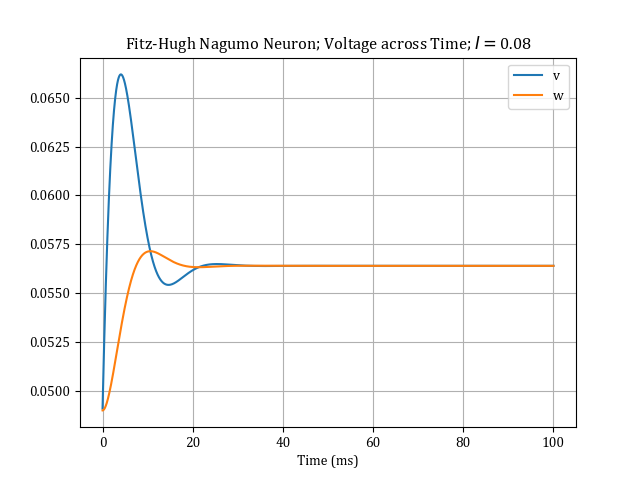 Fitz-Hugh Nagumo Neuron; Voltage across Time; I = 0.08
v
w
0.0650
0.0625
0.0600
0.0575
0.0550
0.0525
0.0500
0 20 40 60 80 100
Time (ms)